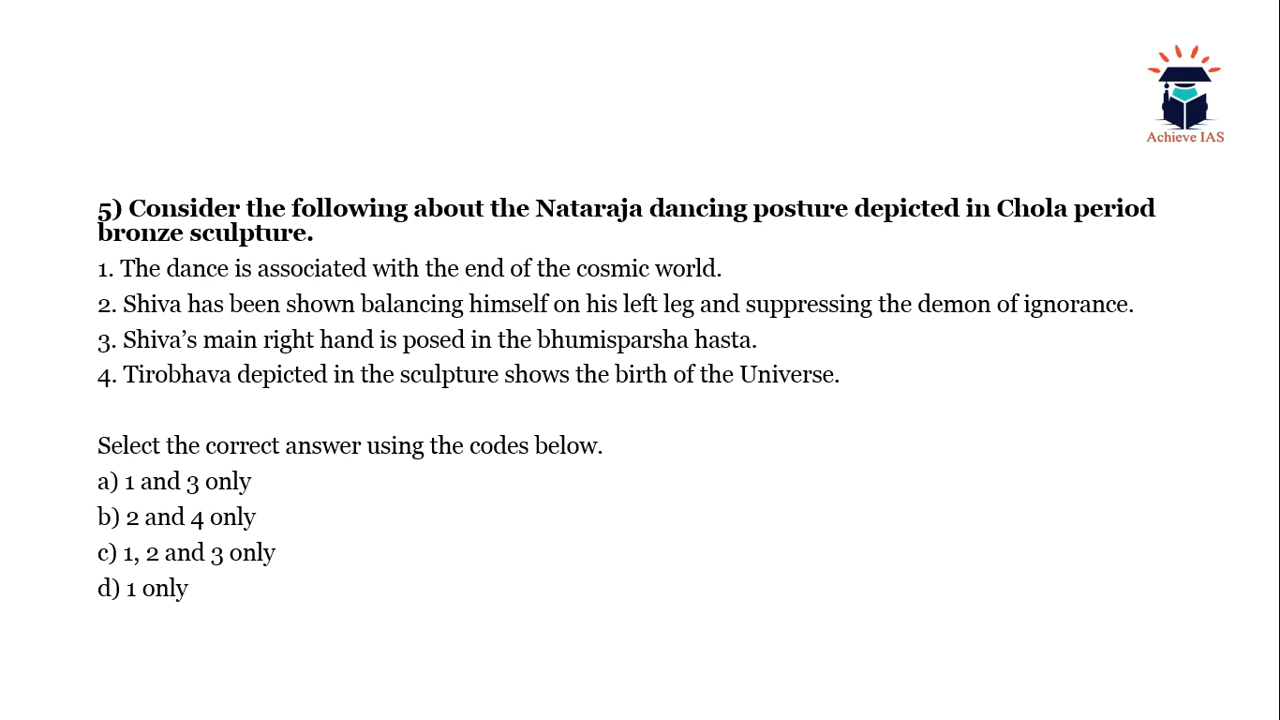 Achieve IAS
5) Consider the following about the Nataraja dancing posture depicted in Chola period
bronze sculpture.
1. The dance is associated with the end of the cosmic world.
2. Shiva has been shown balancing himself on his left leg and suppressing the demon of ignorance.
3. Shiva’s main right hand is posed in the bhumisparsha hasta.
4. Tirobhava depicted in the sculpture shows the birth of the Universe.
Select the correct answer using the codes below.
a) 1 and 3 only
b) 2 and 4 only
c) 1, 2 and 3 only
d) 1 only